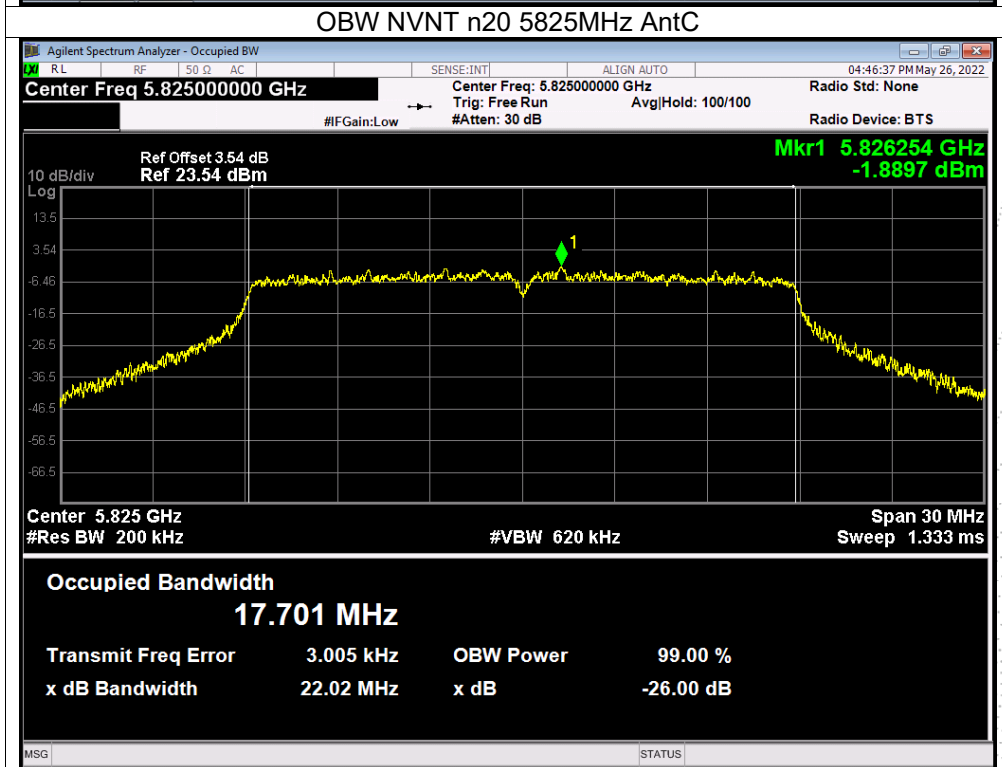 OBW NVNT n20 5825MHz AntC
Agilent Spectrum Analyzer - Occupied BW
LXI RL RF 50 Ω AC SENSE:INT ALIGN AUTO 04:46:37 PM May 26, 2022
Center Freq 5.825000000 GHz Center Freq: 5.825000000 GHz Radio Std: None
Trig: Free Run Avg|Hold: 100/100
#IFGain:Low #Atten: 30 dB Radio Device: BTS
Ref Offset 3.54 dB Mkr1 5.826254 GHz
10 dB/div Ref 23.54 dBm -1.8897 dBm
Log
13.5
3.54
1
-6.46
-16.5
-26.5
-36.5
-46.5
-56.5
-66.5
Center 5.825 GHz Span 30 MHz
#Res BW 200 kHz #VBW 620 kHz Sweep 1.333 ms
Occupied Bandwidth
17.701 MHz
Transmit Freq Error 3.005 kHz OBW Power 99.00 %
x dB Bandwidth 22.02 MHz x dB -26.00 dB
MSG STATUS